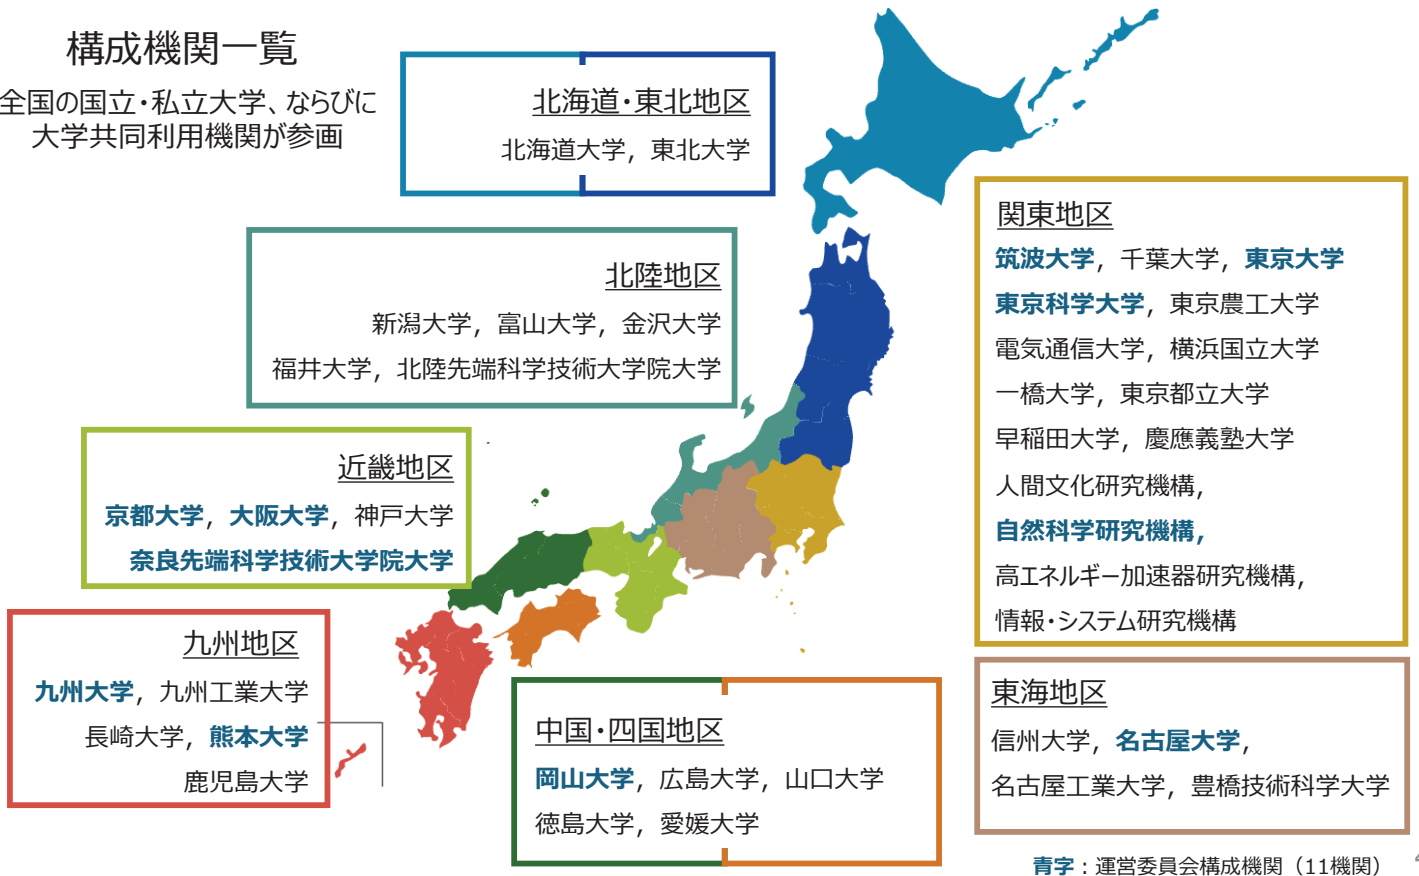 構成機関一覧
全国の国立・私立大学、ならびに
大学共同利用機関が参画
北海道・東北地区
北海道大学，東北大学
北陸地区
新潟大学，富山大学，金沢大学
福井大学，北陸先端科学技術大学院大学
近畿地区
京都大学，大阪大学，神戸大学
奈良先端科学技術大学院大学
九州地区
九州大学，九州工業大学
長崎大学，熊本大学
鹿児島大学
中国・四国地区
岡山大学，広島大学，山口大学
徳島大学，愛媛大学
関東地区
筑波大学，千葉大学，東京大学
東京科学大学，東京農工大学
電気通信大学，横浜国立大学
一橋大学，東京都立大学
早稲田大学，慶應義塾大学
人間文化研究機構，
自然科学研究機構，
高エネルギー加速器研究機構，
情報・システム研究機構
東海地区
信州大学，名古屋大学，
名古屋工業大学，豊橋技術科学大学
青字：運営委員会構成機関（11機関）